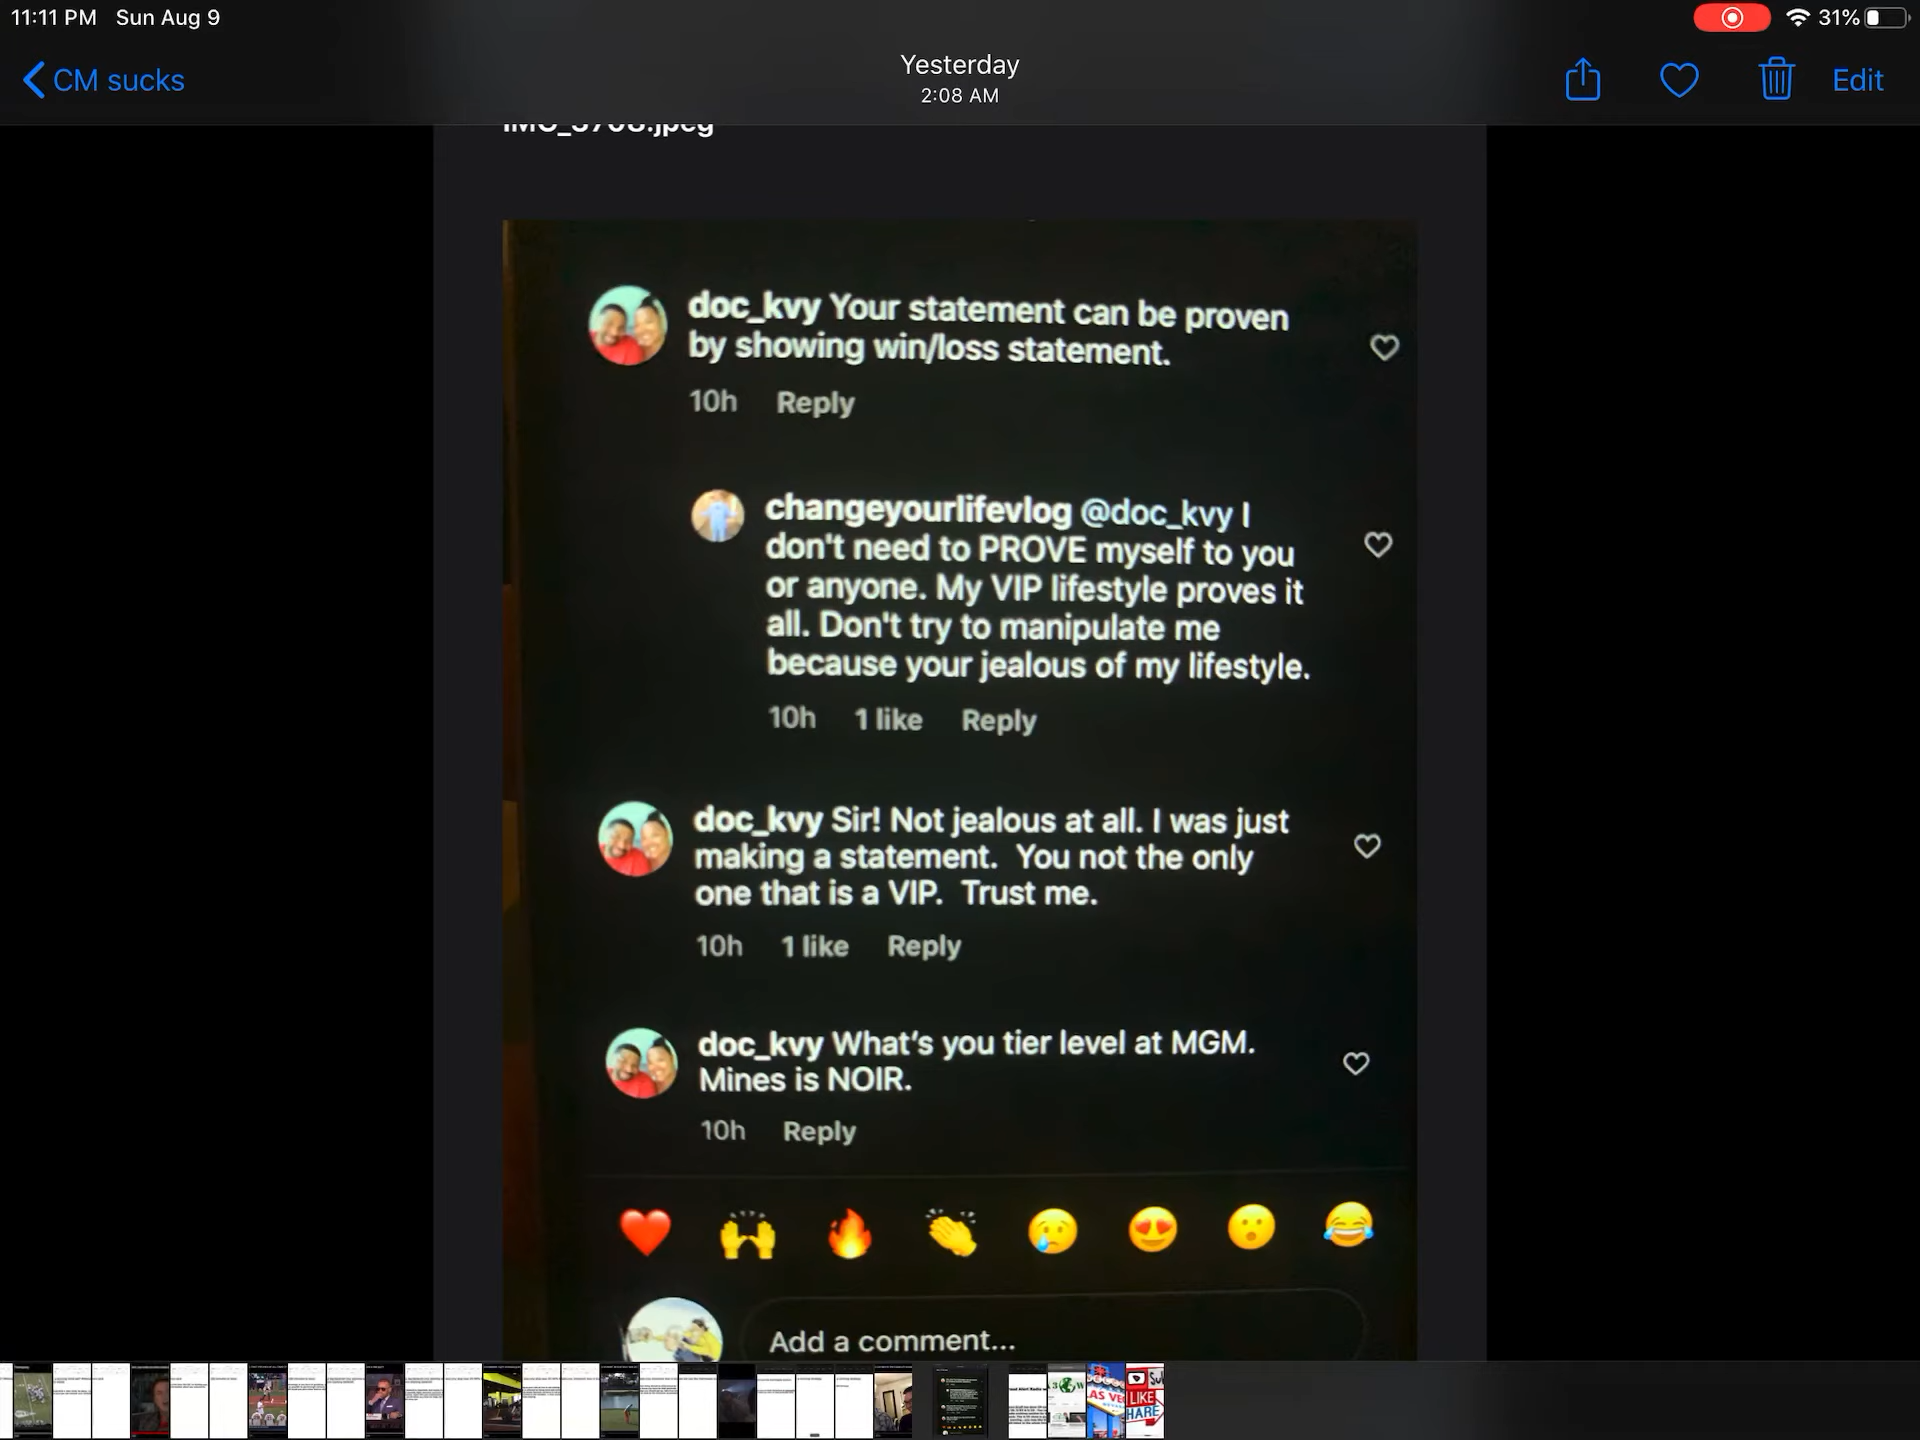 11:11 PM Sun Aug 9
31%
CM sucks
Yesterday
2:08 AM
Edit
doc_kvy Your statement can be proven
by showing win/loss statement.
10h Reply
changeyourlifevlog @doc_kvy I
don't need to PROVE myself to you
or anyone. My VIP lifestyle proves it
all. Don't try to manipulate me
because your jealous of my lifestyle.
10h 1 like Reply
doc_kvy Sir! Not jealous at all. I was just
making a statement. You not the only
one that is a VIP. Trust me.
10h 1 like Reply
doc_kvy What's you tier level at MGM.
Mines is NOIR.
10h Reply
Add a comment...
LIKE